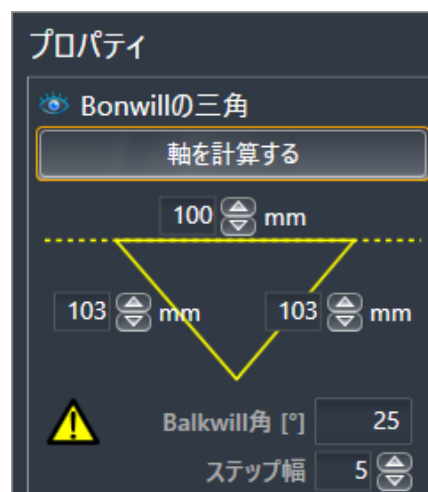 プロパティ
Bonwillの三角
軸を計算する
100 mm
103 mm 103 mm
Balkwill角 [°] 25
ステップ幅 5